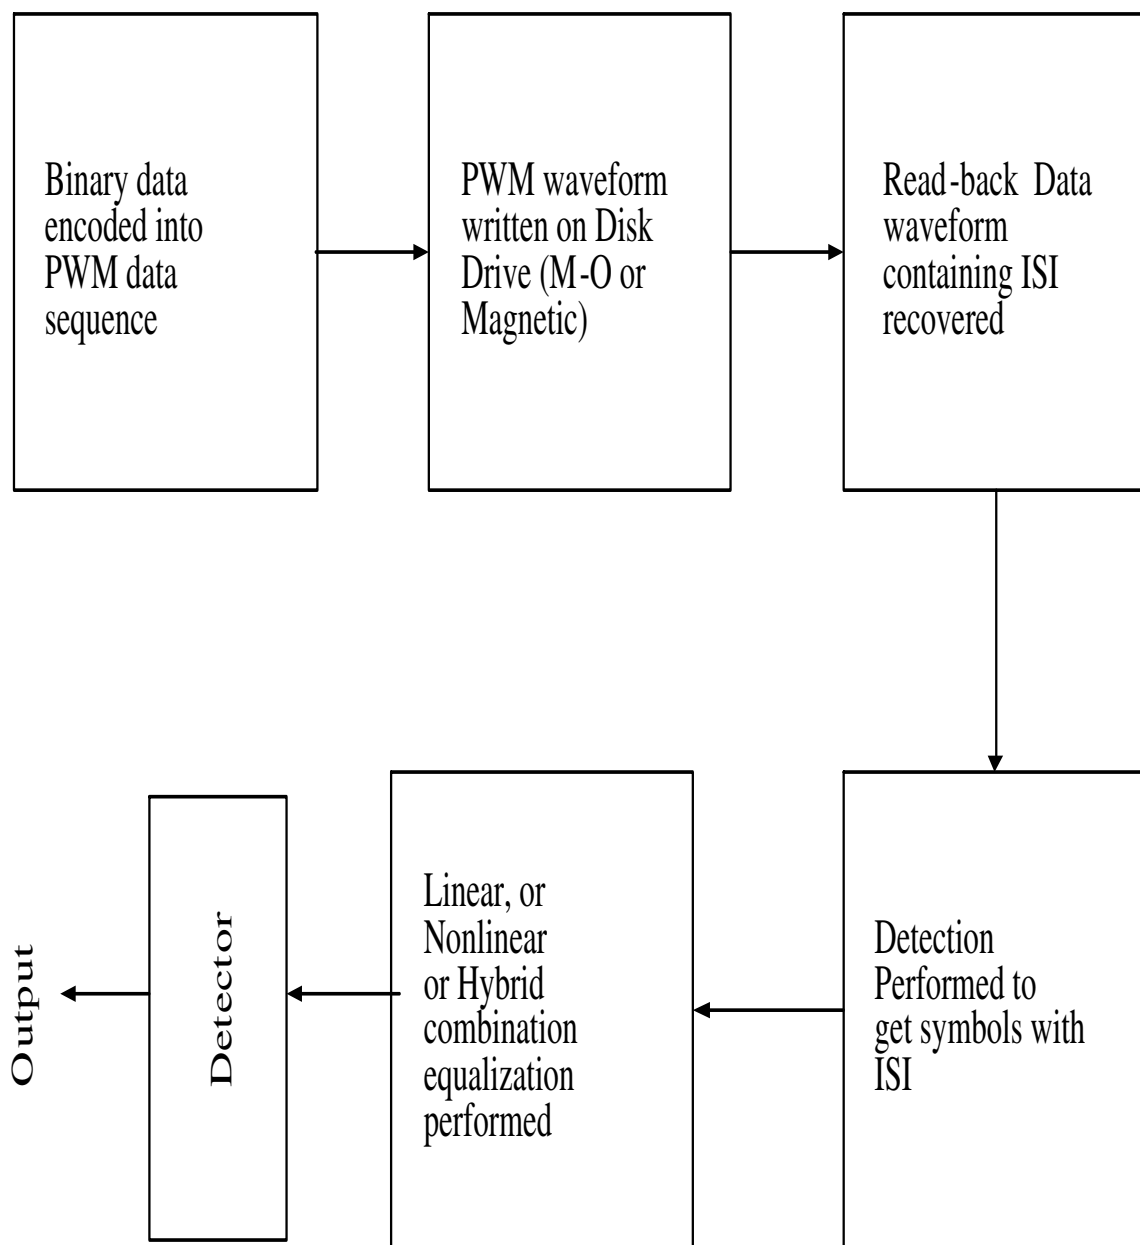 Binary data
encoded into
PWM data
sequence
PWM waveform
written on Disk
Drive (M-O or
Magnetic)
Read-back Data
waveform
containing ISI
recovered
Detection
Performed to
get symbols with
ISI
Linear, or
Nonlinear
or Hybrid
combination
equalization
performed
Detector
Output